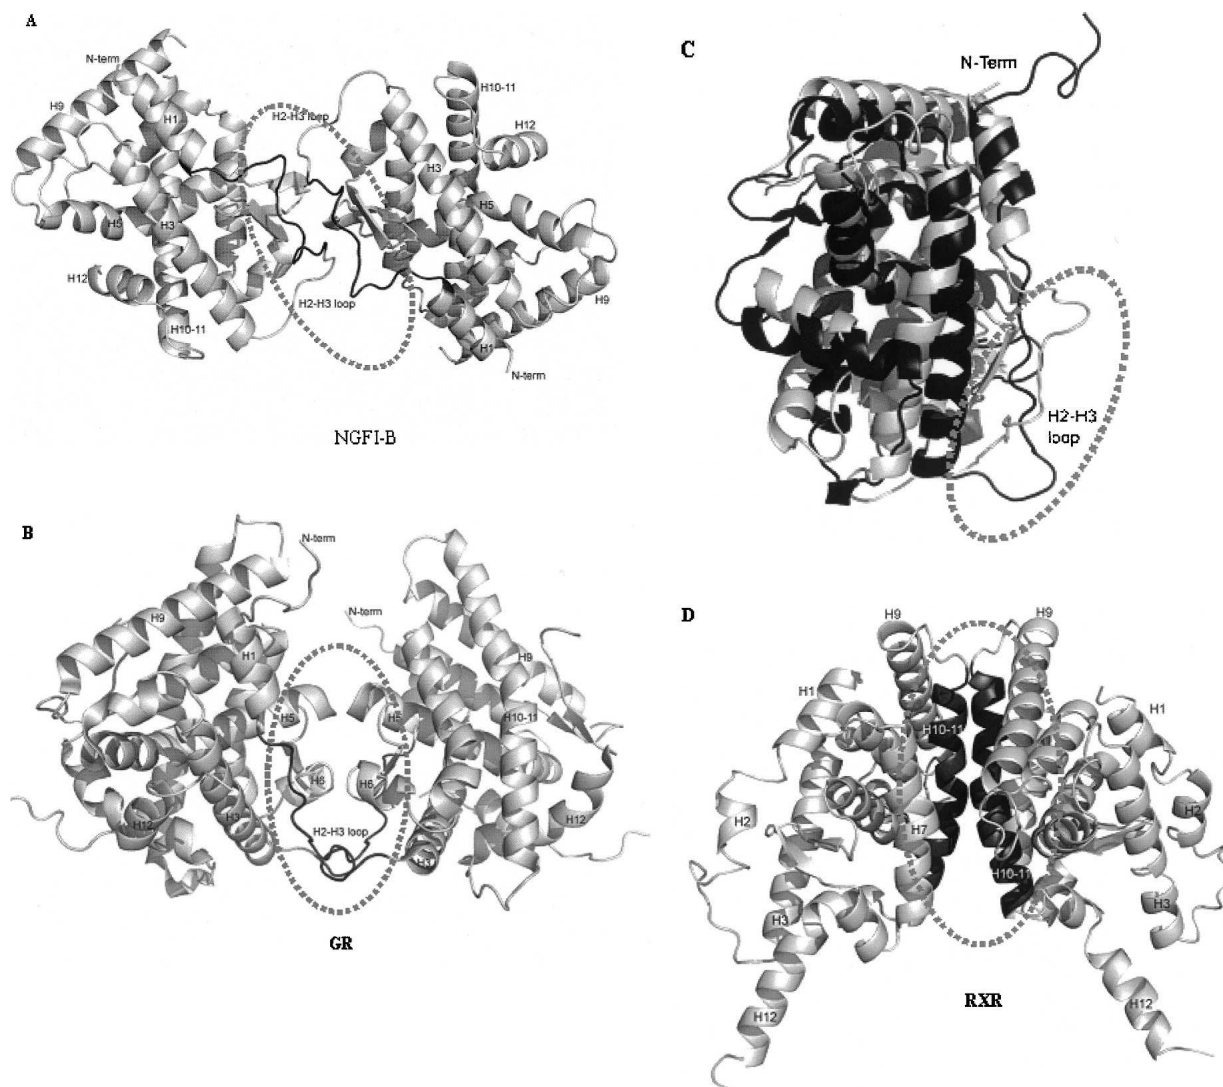 A
N-term
H9
H1
H2-H3 loop
H10-11
H12
H3
H5
H3
H5
H12
H2-H3 loop
H9
H10-11
H1
N-term
NGFI-B
C
N-Term
H2-H3
loop
B
N-term
N-term
H9
H1
H9
H5
H5
H10-11
H6
H6
H12
H3
H2-H3 loop
H12
H3
GR
D
H9
H9
H1
H1
H10-11
H2
H7
H2
H10-11
H3
H3
H12
H12
RXR